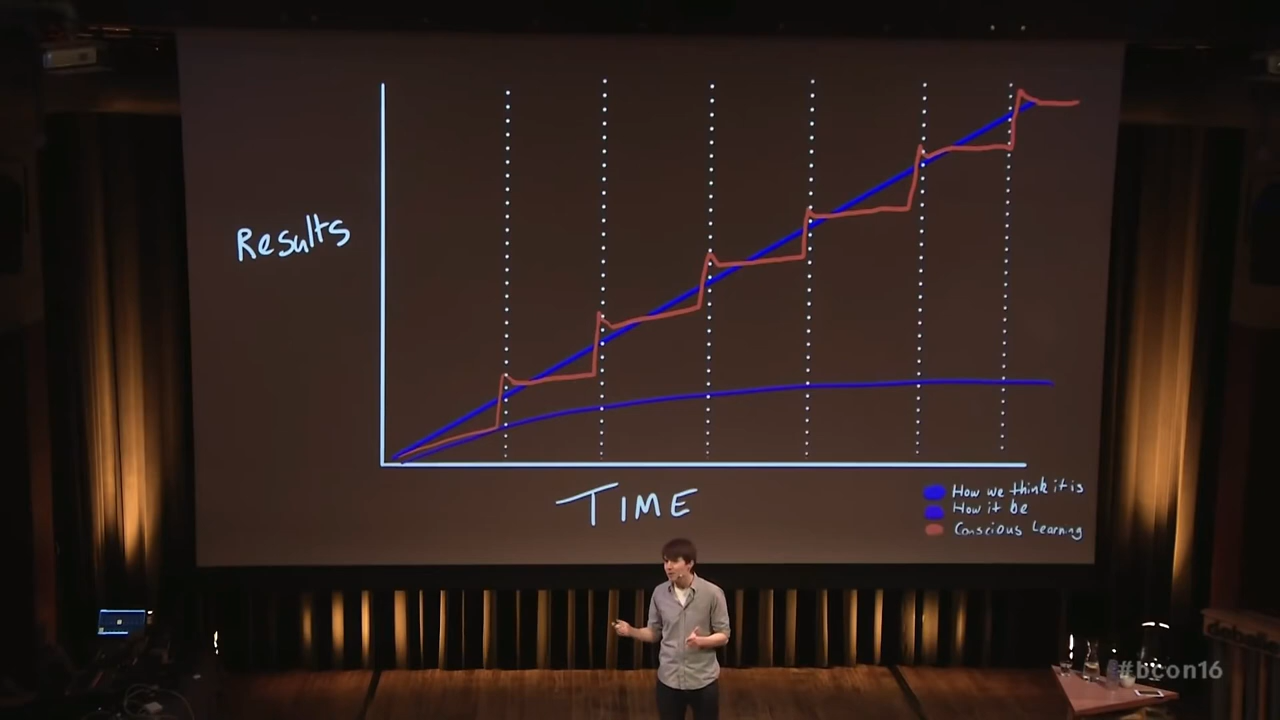 Results
TIME
How we think it is
How it be
Conscious Learning
#bcon16